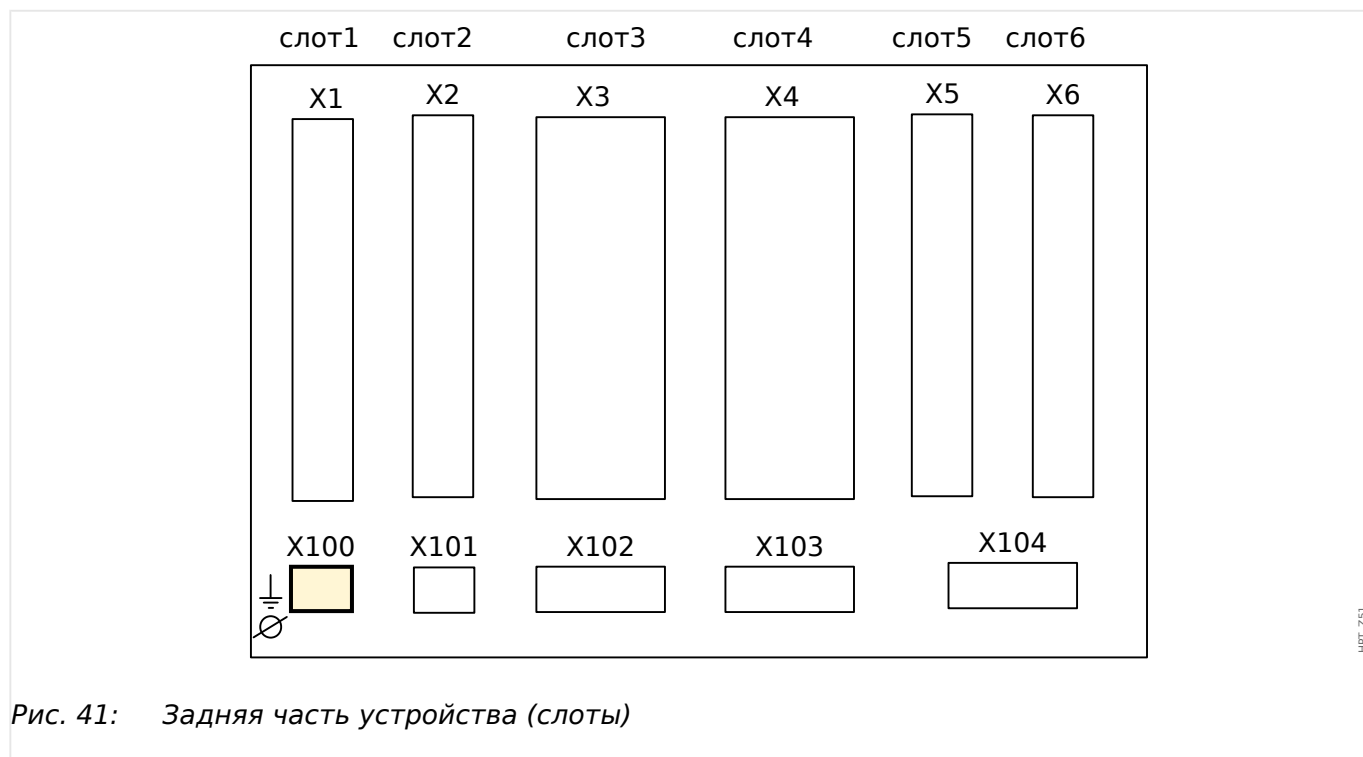 слот1 слот2 слот3 слот4 слот5 слот6
X1 X2 X3 X4 X5 X6
X100 X101 X102 X103 X104
Рис. 41: Задняя часть устройства (слоты)